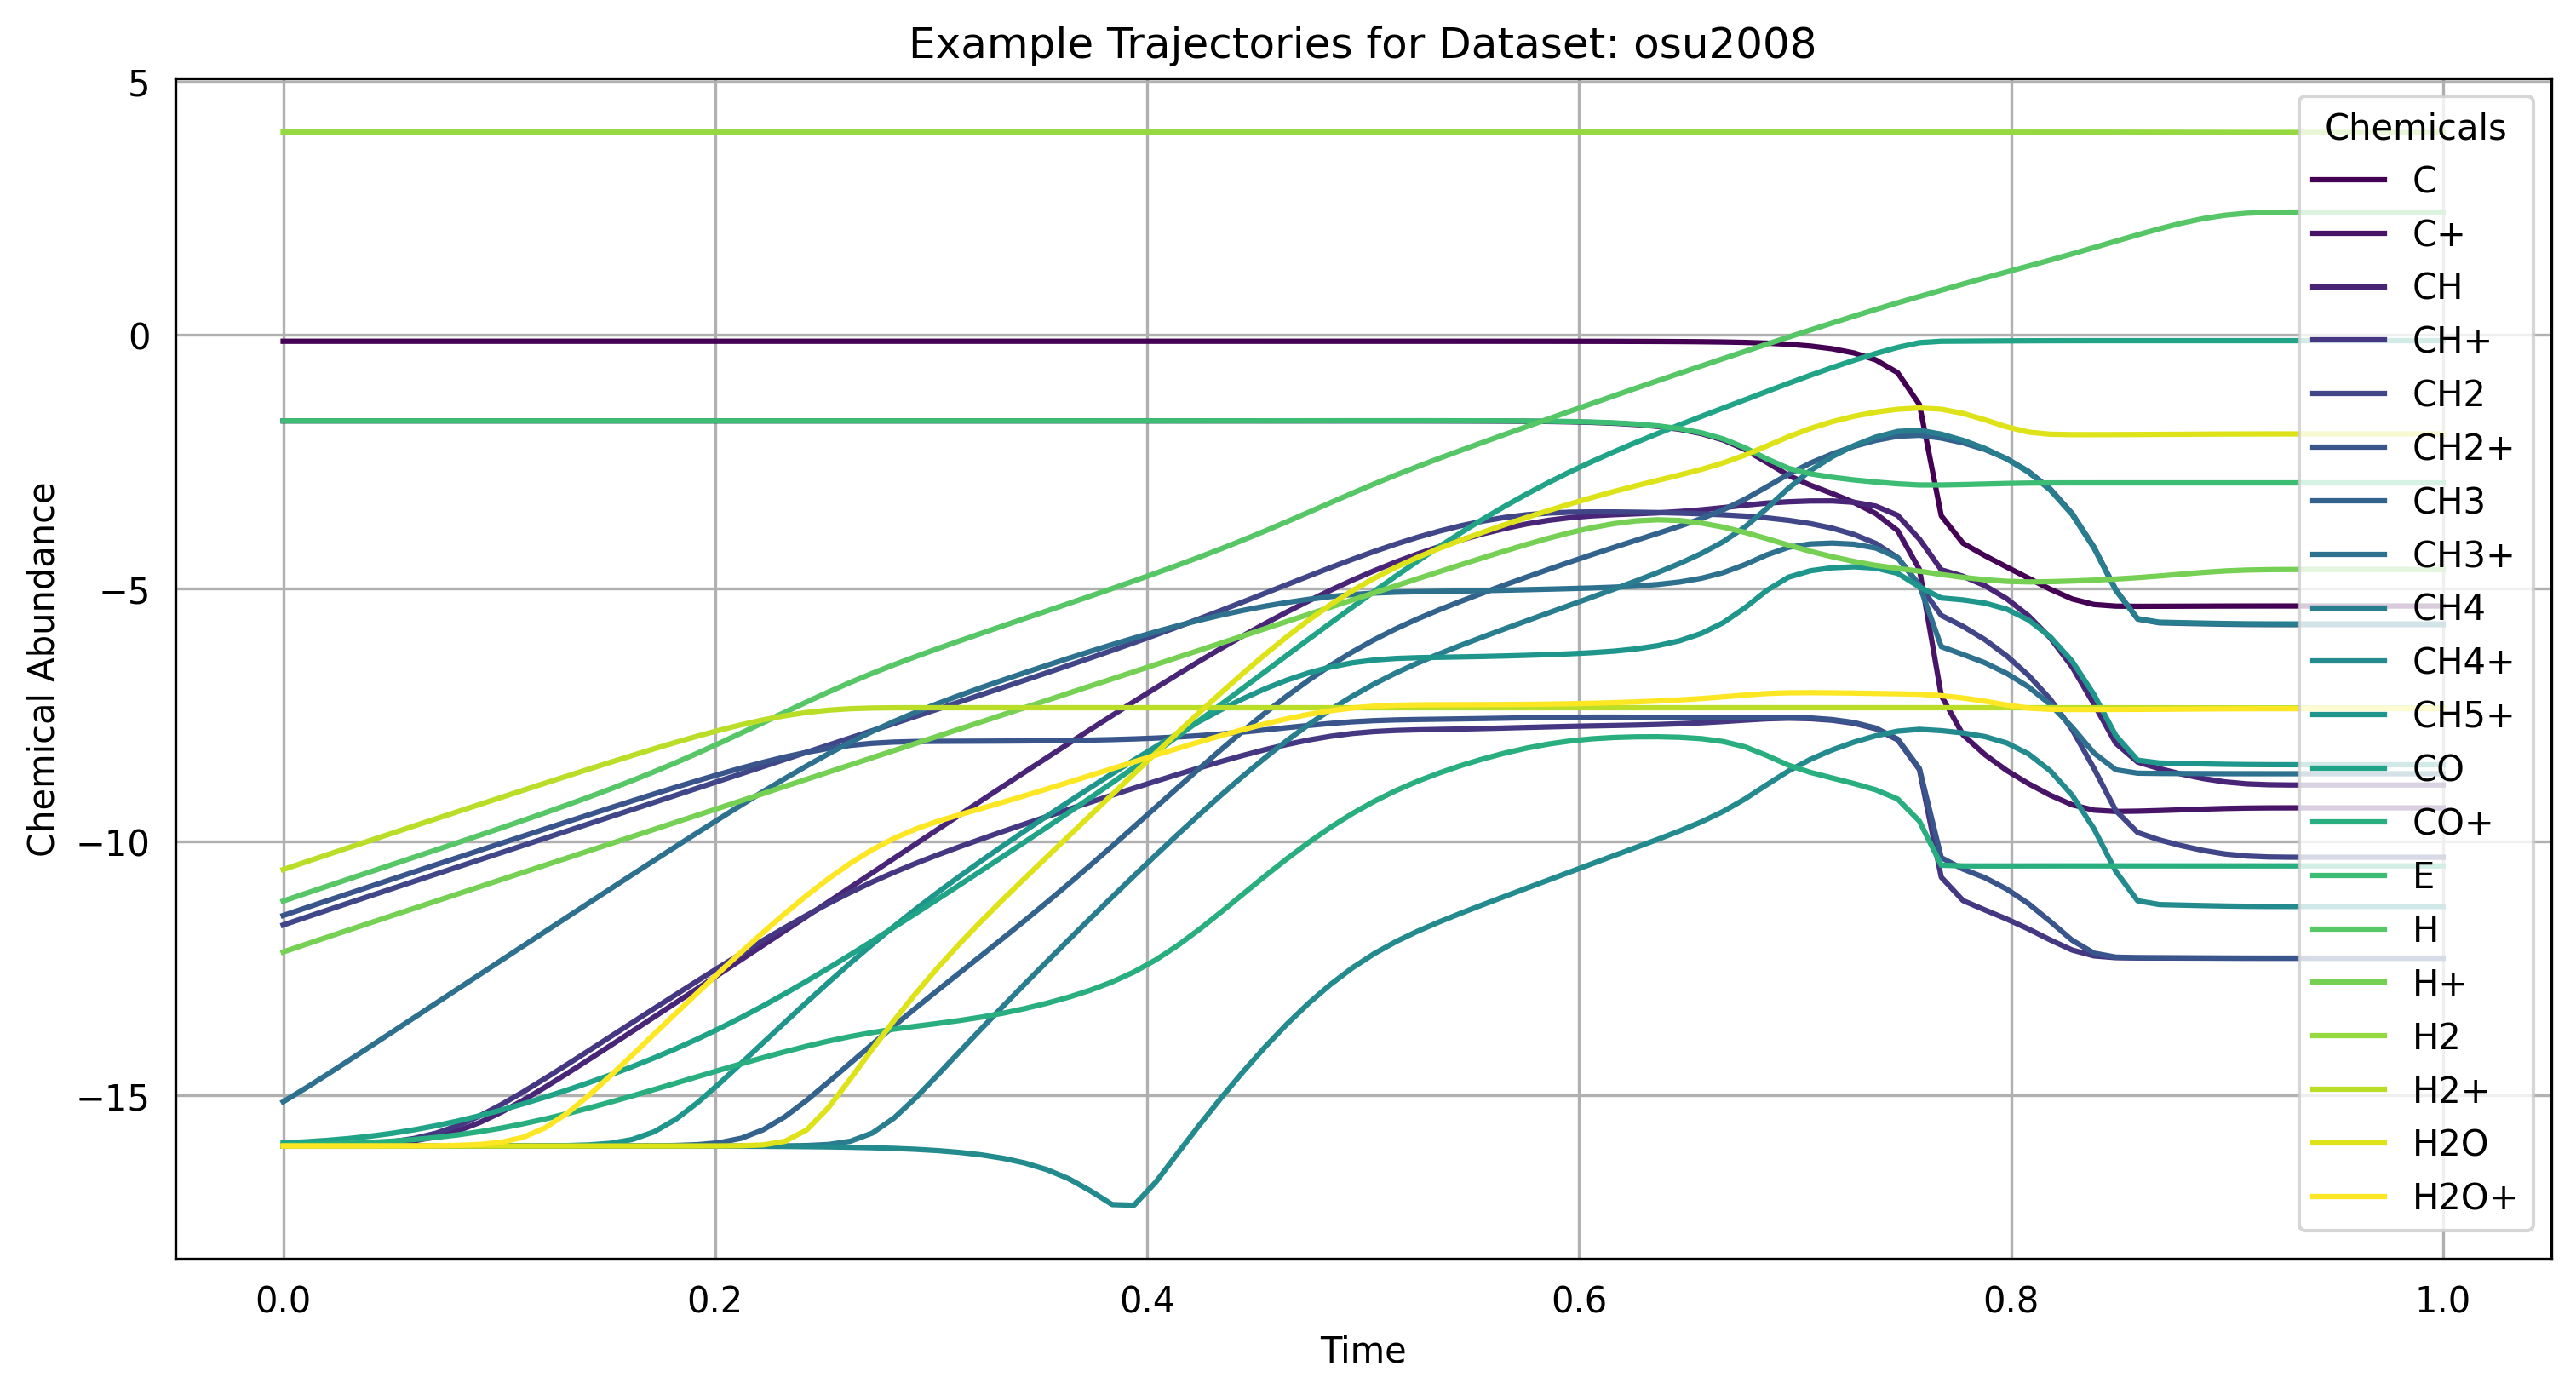 Example Trajectories for Dataset: osu2008
Chemical Abundance
5
0
−5
−10
−15
Chemicals
C
C+
CH
CH+
CH2
CH2+
CH3
CH3+
CH4
CH4+
CH5+
CO
CO+
E
H
H+
H2
H2+
H2O
H2O+
0.0 0.2 0.4 0.6 0.8 1.0
Time